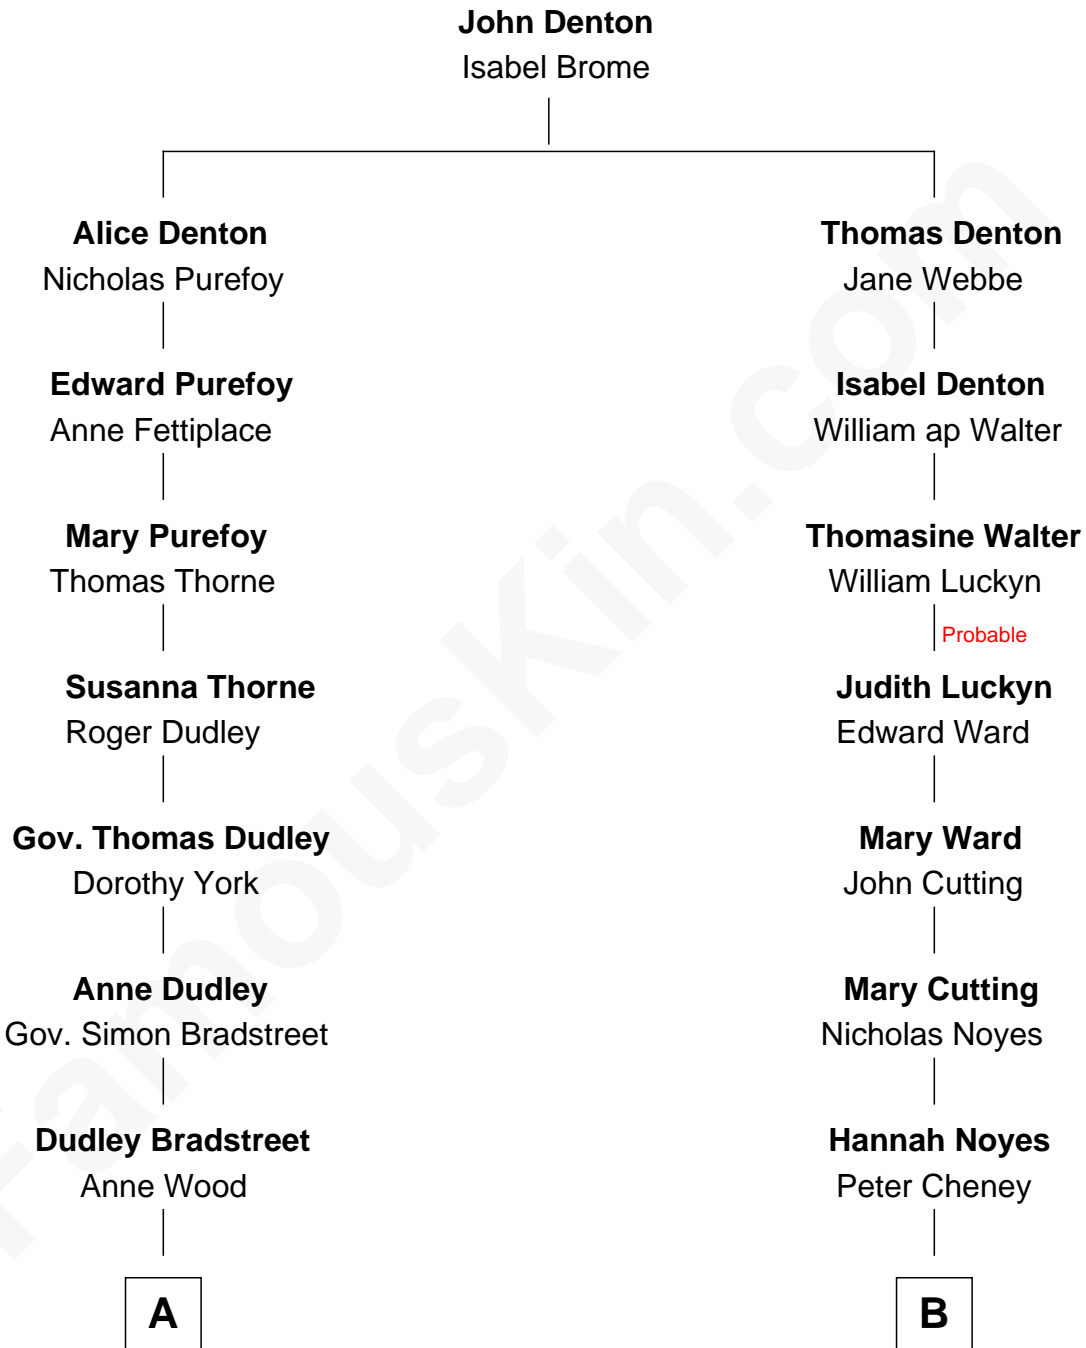 John Denton
Isabel Brome
Alice Denton
Nicholas Purefoy
Thomas Denton
Jane Webbe
Edward Purefoy
Anne Fettiplace
Isabel Denton
William ap Walter
Mary Purefoy
Thomas Thorne
Thomasine Walter
William Luckyn
Probable
Susanna Thorne
Roger Dudley
Judith Luckyn
Edward Ward
Gov. Thomas Dudley
Dorothy York
Mary Ward
John Cutting
Anne Dudley
Gov. Simon Bradstreet
Mary Cutting
Nicholas Noyes
Dudley Bradstreet
Anne Wood
Hannah Noyes
Peter Cheney
A
B
FamousKin.com